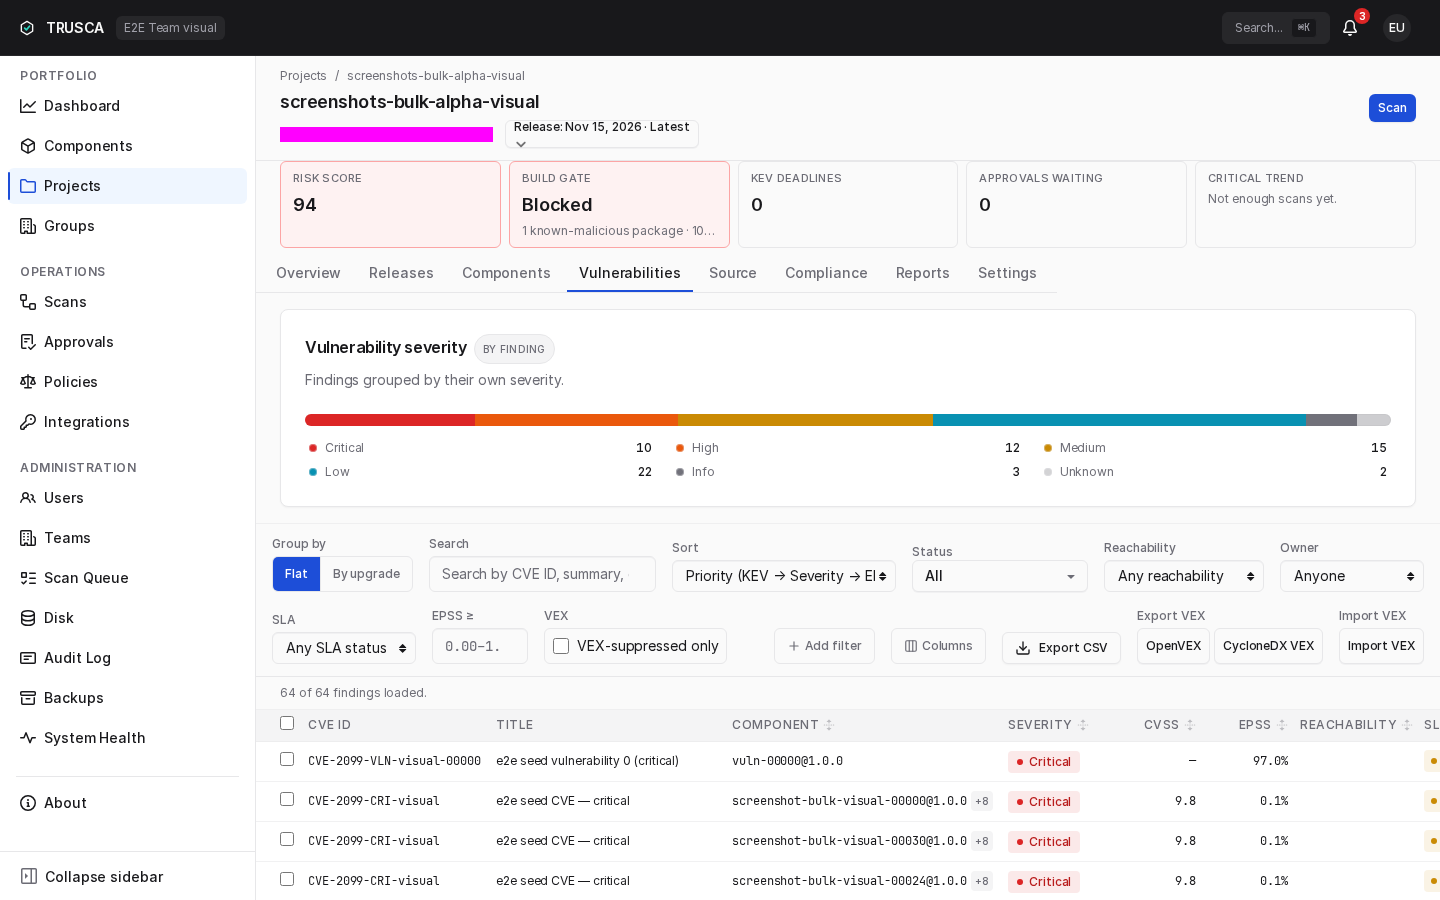 TRUSCA E2E Team visual Search... ⌘K 3 EU
PORTFOLIO
Dashboard
Components
Projects
Groups
OPERATIONS
Scans
Approvals
Policies
Integrations
ADMINISTRATION
Users
Teams
Scan Queue
Disk
Audit Log
Backups
System Health
About
Collapse sidebar
Projects / screenshots-bulk-alpha-visual
screenshots-bulk-alpha-visual
Scan
Release: Nov 15, 2026 · Latest
RISK SCORE
94
BUILD GATE
Blocked
1 known-malicious package · 10…
KEV DEADLINES
0
APPROVALS WAITING
0
CRITICAL TREND
Not enough scans yet.
Overview Releases Components Vulnerabilities Source Compliance Reports Settings
Vulnerability severity BY FINDING
Findings grouped by their own severity.
Critical 10 High 12 Medium 15
Low 22 Info 3 Unknown 2
Group by
Flat By upgrade
Search
Search by CVE ID, summary,
Sort
Priority (KEV → Severity → EI
Status
All
Reachability
Any reachability
Owner
Anyone
SLA
Any SLA status
EPSS ≥
0.00–1.
VEX
VEX-suppressed only
Add filter
Columns
Export CSV
Export VEX
OpenVEX CycloneDX VEX
Import VEX
Import VEX
64 of 64 findings loaded.
CVE ID TITLE COMPONENT SEVERITY CVSS EPSS REACHABILITY SL
CVE-2099-VLN-visual-00000 e2e seed vulnerability 0 (critical) vuln-00000@1.0.0 Critical — 97.0%
CVE-2099-CRI-visual e2e seed CVE — critical screenshot-bulk-visual-00000@1.0.0 +8 Critical 9.8 0.1%
CVE-2099-CRI-visual e2e seed CVE — critical screenshot-bulk-visual-00030@1.0.0 +8 Critical 9.8 0.1%
CVE-2099-CRI-visual e2e seed CVE — critical screenshot-bulk-visual-00024@1.0.0 +8 Critical 9.8 0.1%